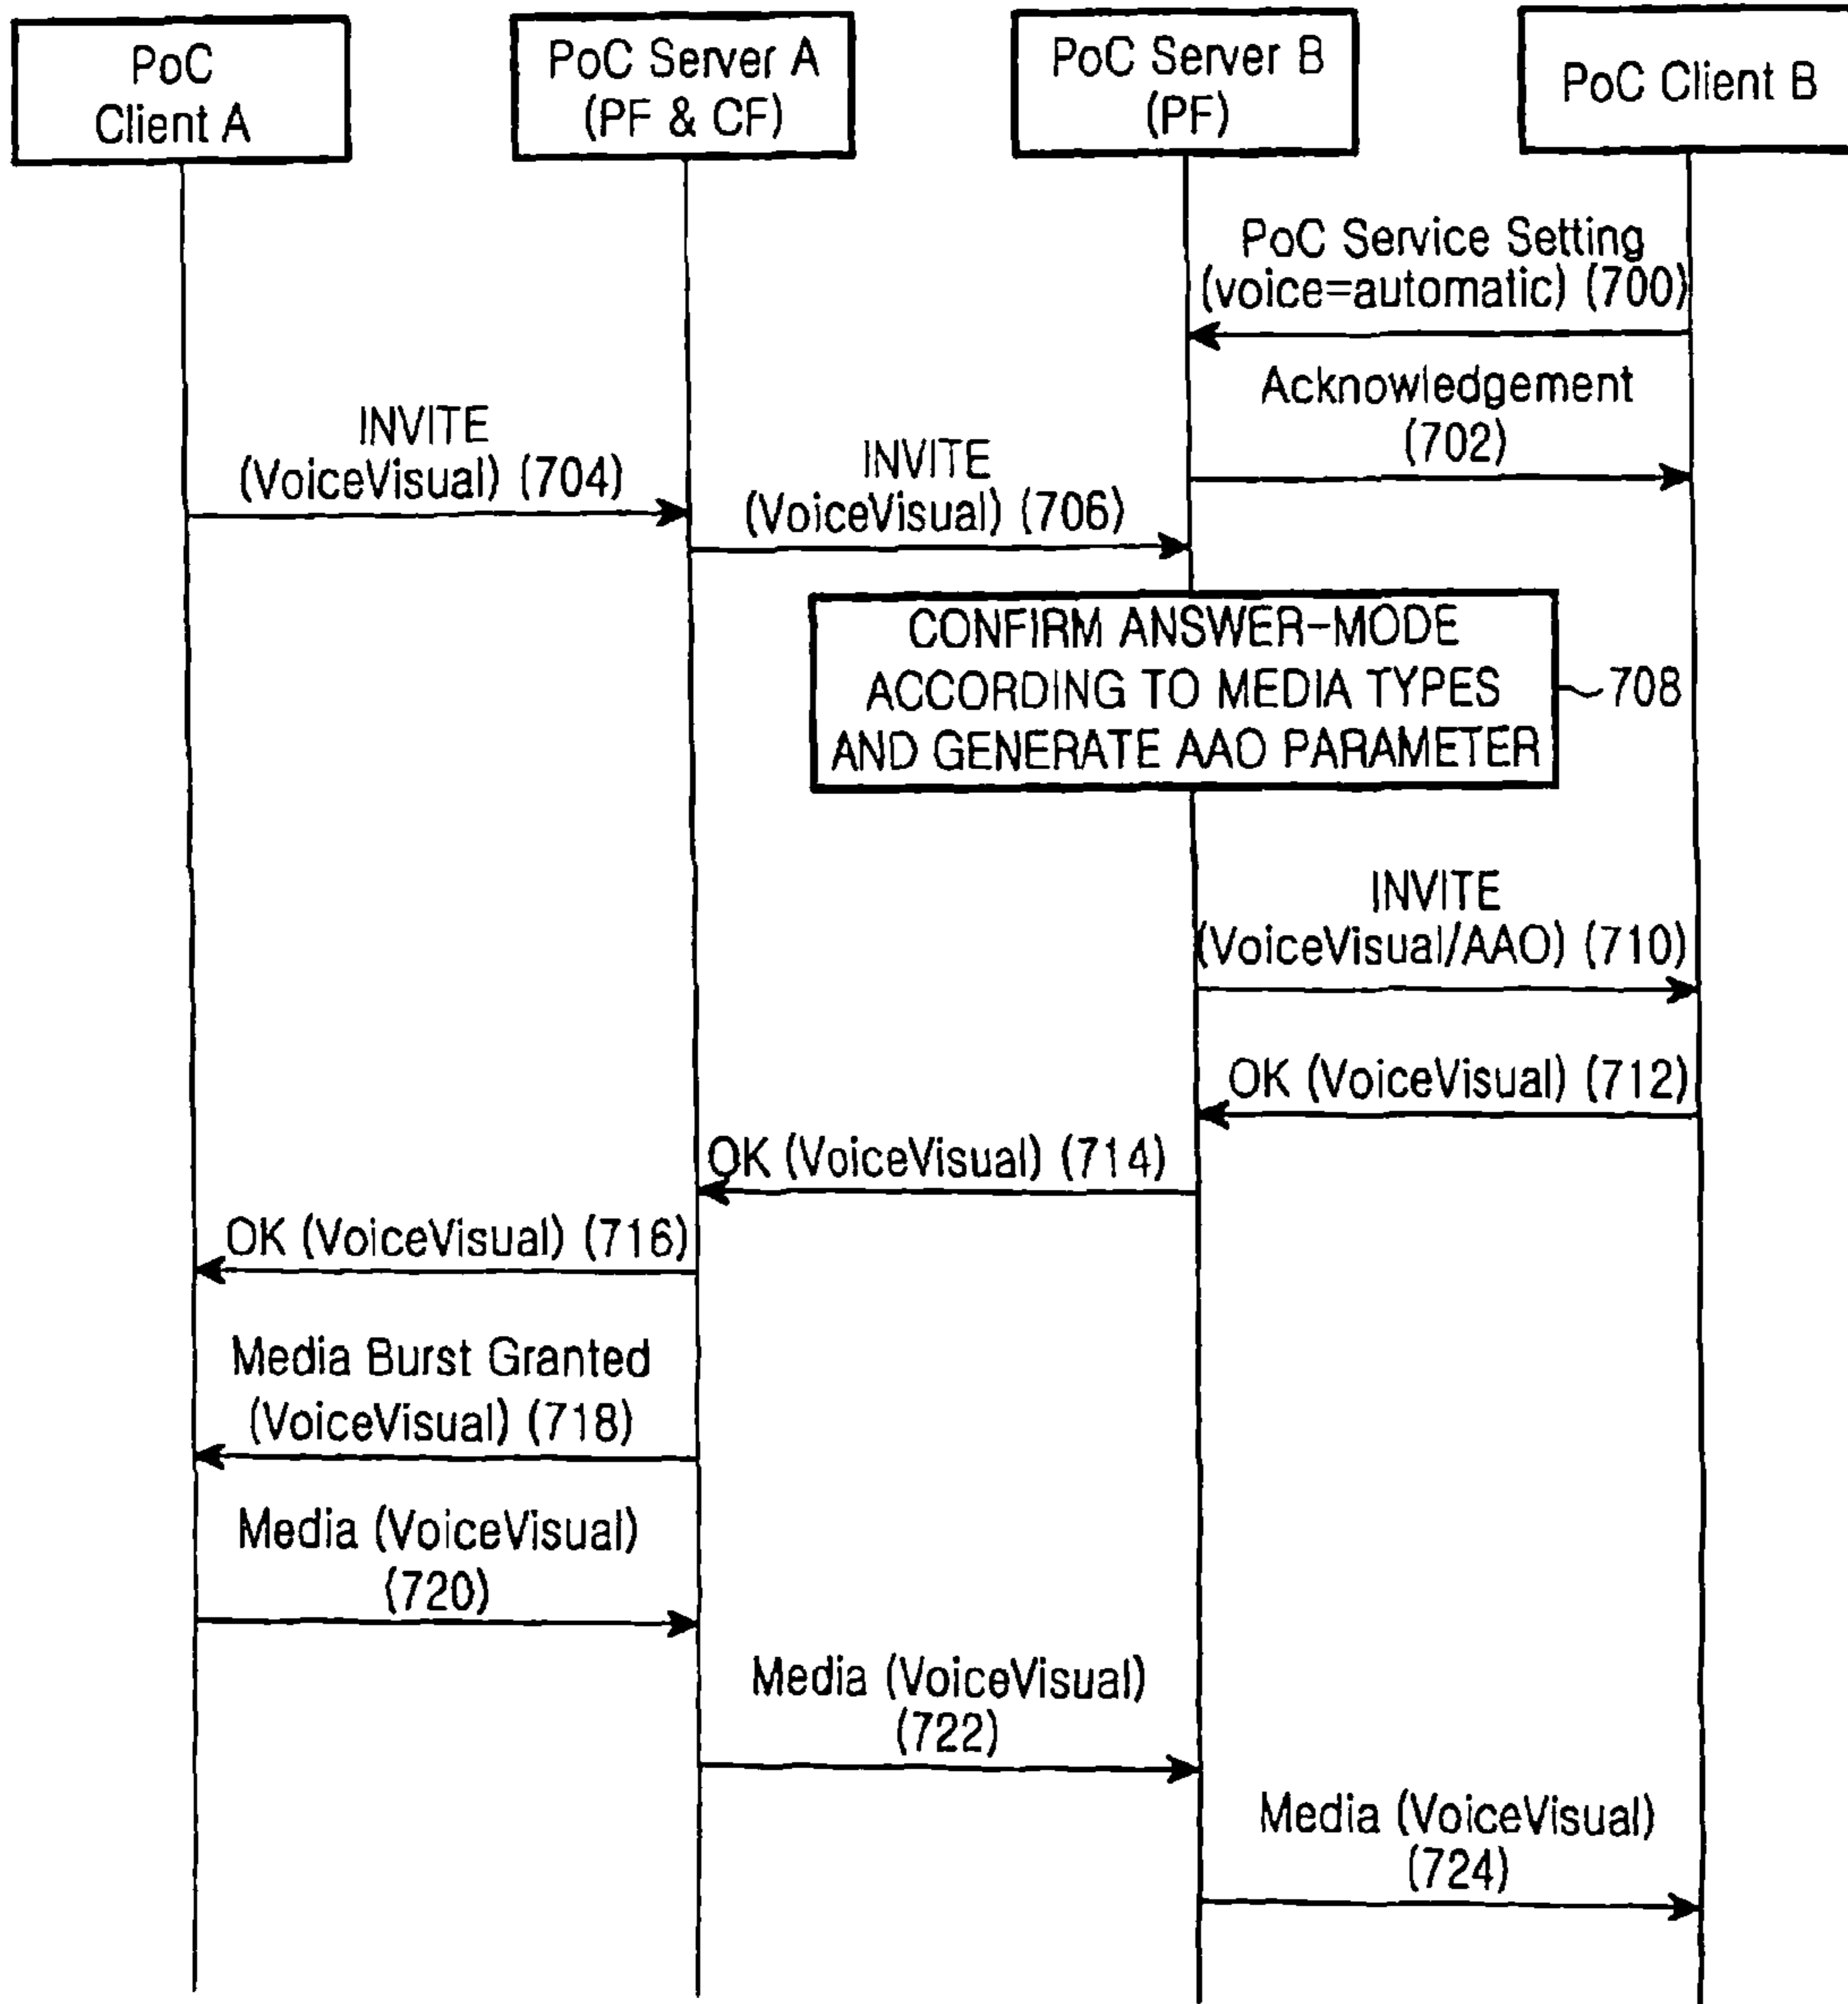 PoC
Client A
PoC Server A
(PF & CF)
PoC Server B
(PF)
PoC Client B
PoC Service Setting
(voice=automatic) (700)
Acknowledgement
(702)
INVITE
(VoiceVisual) (704)
INVITE
(VoiceVisual) (706)
CONFIRM ANSWER-MODE
ACCORDING TO MEDIA TYPES
AND GENERATE AAO PARAMETER
708
INVITE
(VoiceVisual/AAO) (710)
OK (VoiceVisual) (712)
OK (VoiceVisual) (714)
OK (VoiceVisual) (716)
Media Burst Granted
(VoiceVisual) (718)
Media (VoiceVisual)
(720)
Media (VoiceVisual)
(722)
Media (VoiceVisual)
(724)